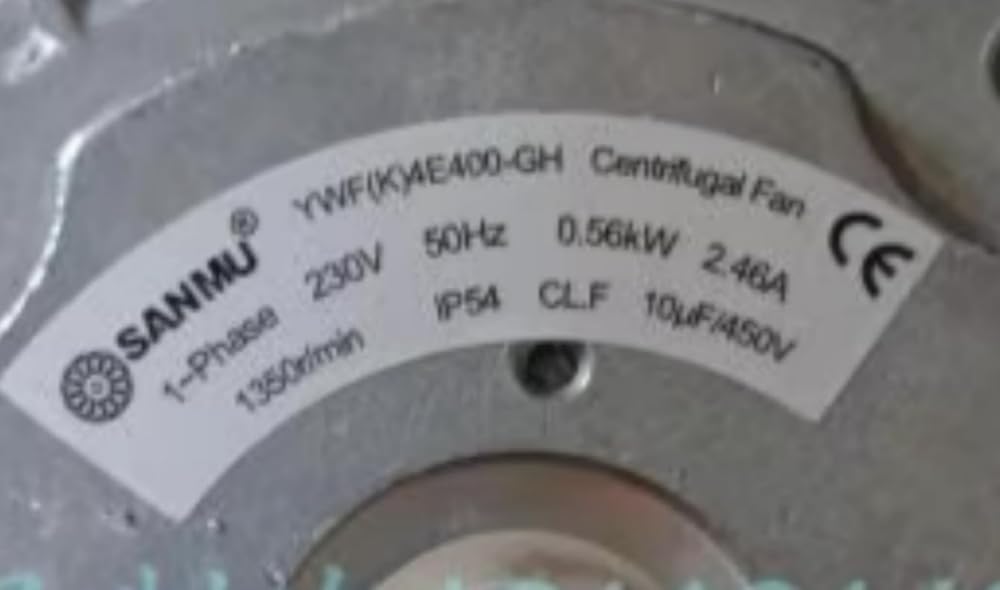 SANMU® YWF(K)4E400-GH Centrifugal Fan CE
1~Phase 230V 50Hz 0.56kW 2.46A
1350r/min IP54 CL.F 10µF/450V